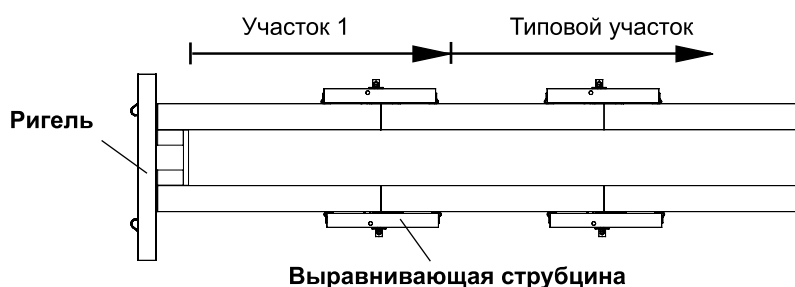 Участок 1
Типовой участок
Ригель
Выравнивающая струбцина